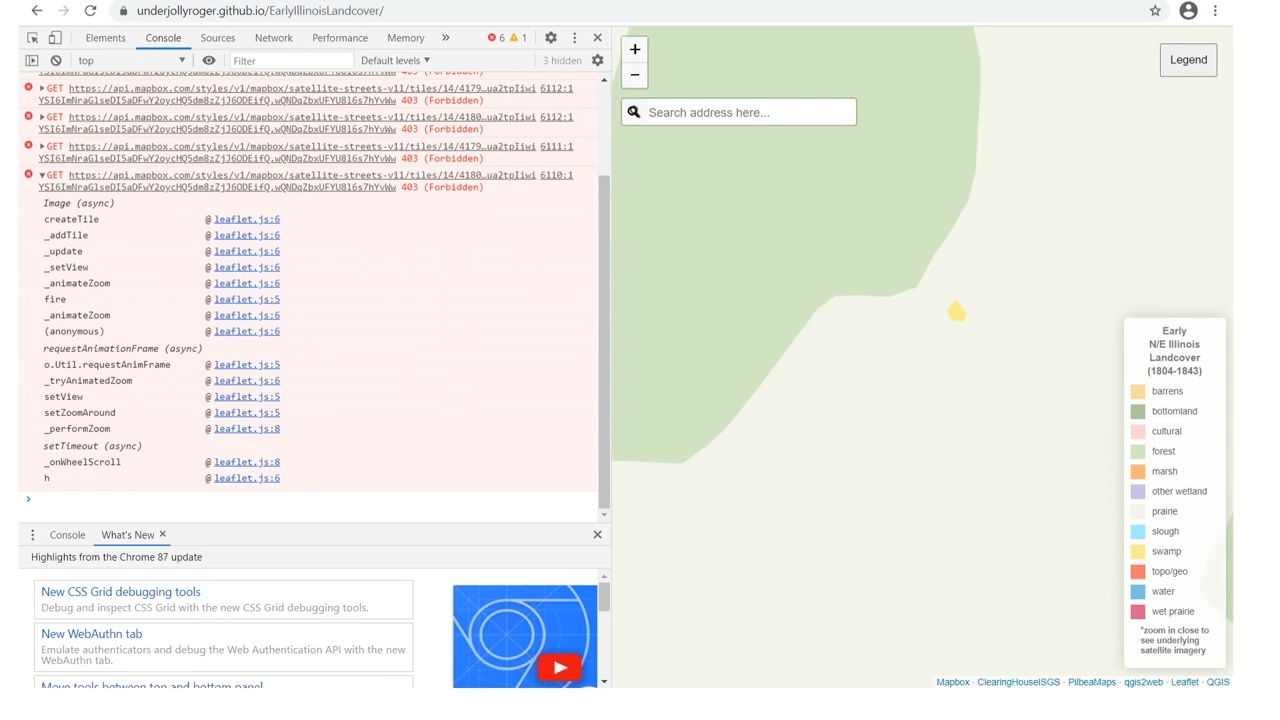 underjollyroger.github.io/EarlyIllinoisLandcover/
Elements Console Sources Network Performance Memory » 6 1
top Filter Default levels 3 hidden
GET https://api.mapbox.com/styles/v1/mapbox/satellite-streets-v11/tiles/14/4179…ua2tpIiwi 6112:1
403 (Forbidden)
GET https://api.mapbox.com/styles/v1/mapbox/satellite-streets-v11/tiles/14/4180…ua2tpIiwi 6112:1
403 (Forbidden)
GET https://api.mapbox.com/styles/v1/mapbox/satellite-streets-v11/tiles/14/4179…ua2tpIiwi 6111:1
403 (Forbidden)
GET https://api.mapbox.com/styles/v1/mapbox/satellite-streets-v11/tiles/14/4180…ua2tpIiwi 6110:1
403 (Forbidden)
Image (async)
createTile @ leaflet.js:6
_addTile @ leaflet.js:6
_update @ leaflet.js:6
_setView @ leaflet.js:6
_animateZoom @ leaflet.js:6
fire @ leaflet.js:5
_animateZoom @ leaflet.js:6
(anonymous) @ leaflet.js:6
requestAnimationFrame (async)
o.Util.requestAnimFrame @ leaflet.js:5
_tryAnimatedZoom @ leaflet.js:6
setView @ leaflet.js:5
setZoomAround @ leaflet.js:5
_performZoom @ leaflet.js:8
setTimeout (async)
_onWheelScroll @ leaflet.js:8
h @ leaflet.js:6
Console What's New
Highlights from the Chrome 87 update
New CSS Grid debugging tools
Debug and inspect CSS Grid with the new CSS Grid debugging tools.
New WebAuthn tab
Emulate authenticators and debug the Web Authentication API with the new
WebAuthn tab.
Move tools between top and bottom panel
+
−
Search address here...
Legend
Early
N/E Illinois
Landcover
(1804-1843)
barrens
bottomland
cultural
forest
marsh
other wetland
prairie
slough
swamp
topo/geo
water
wet prairie
*zoom in close to
see underlying
satellite imagery
Mapbox · ClearingHouseISGS · PilbeaMaps · qgis2web · Leaflet · QGIS